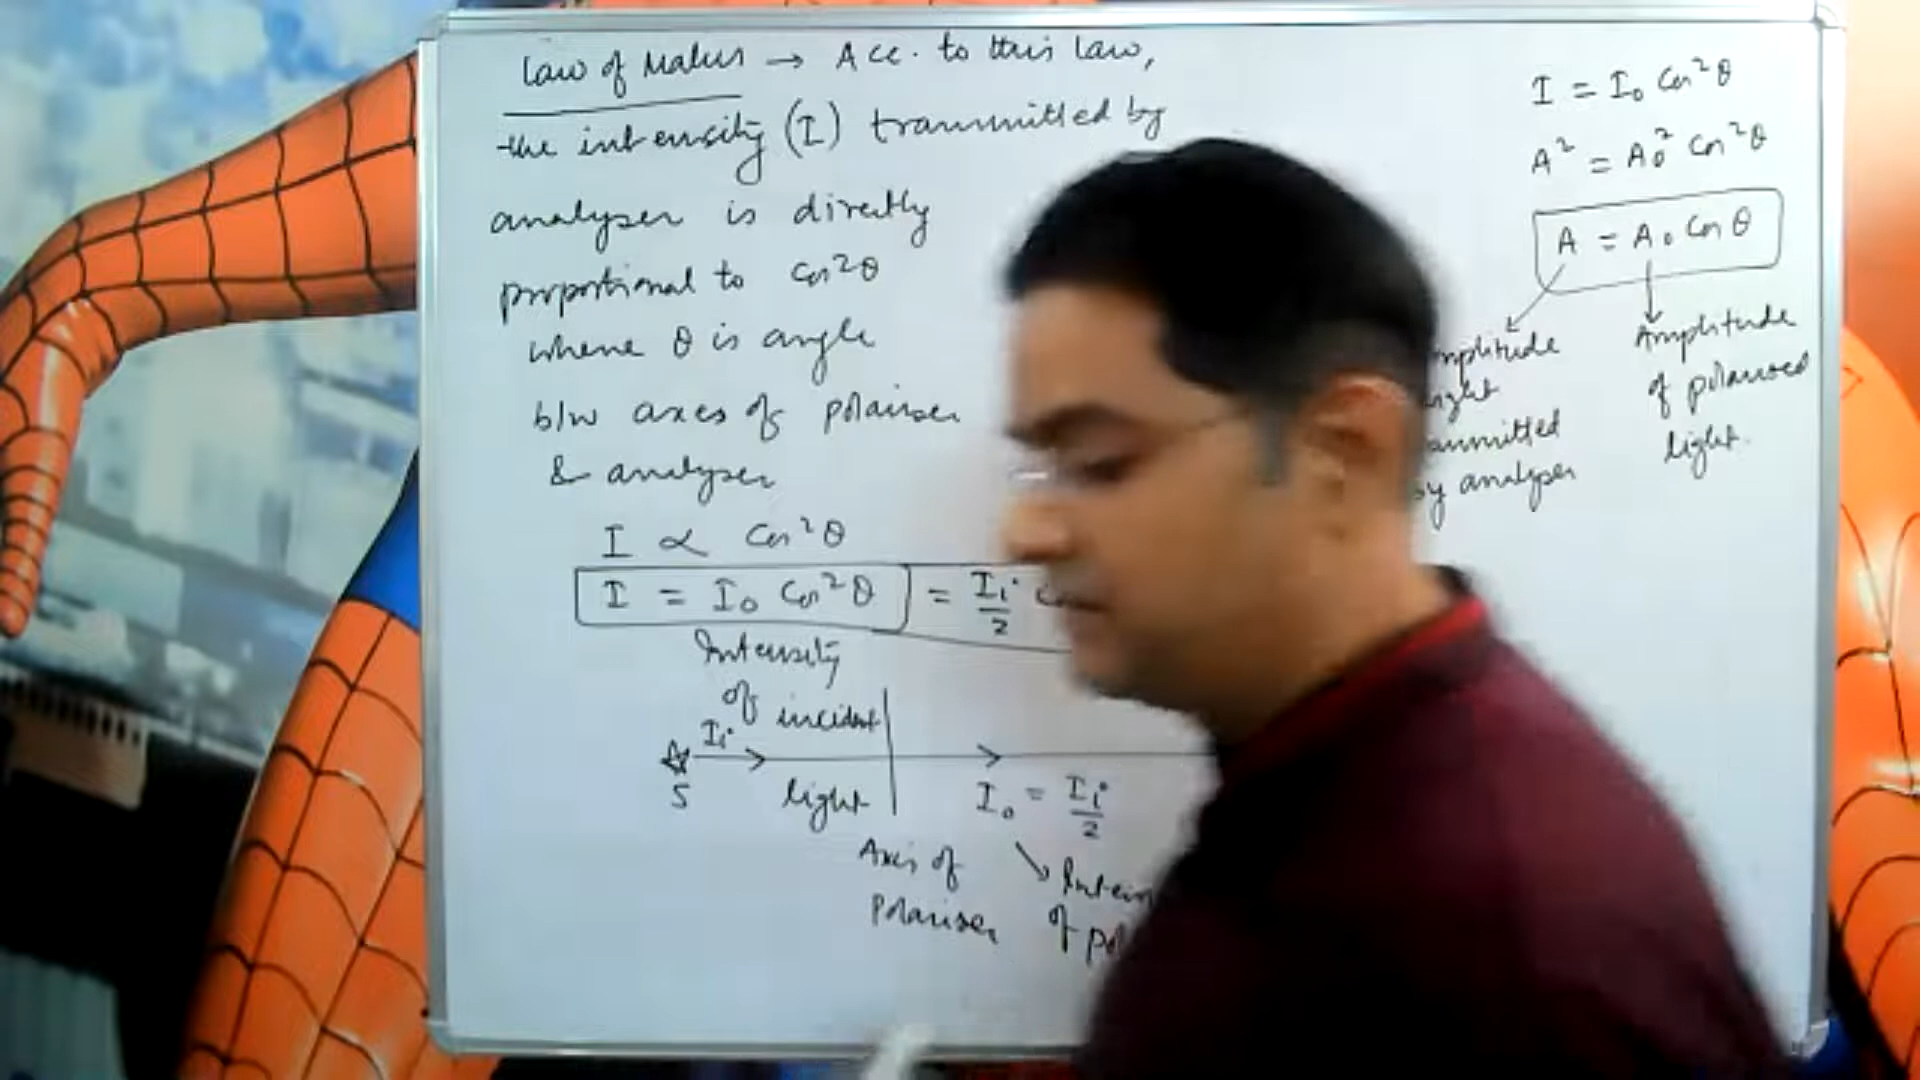 Law of Malus → Acc. to this law,
the intensity (I) transmitted by
analyser is directly
proportional to Cos²θ
where θ is angle
b/w axes of polariser
& analyser
I ∝ Cos²θ
I = I₀ Cos²θ = Iᵢ/2
Intensity
of incident
light
Iᵢ
S
I₀ = Iᵢ/2
Axis of
Polariser
of
I = I₀ Cos²θ
A² = A₀² Cos²θ
A = A₀ Cos θ
Amplitude
of polarised
light.
analyser